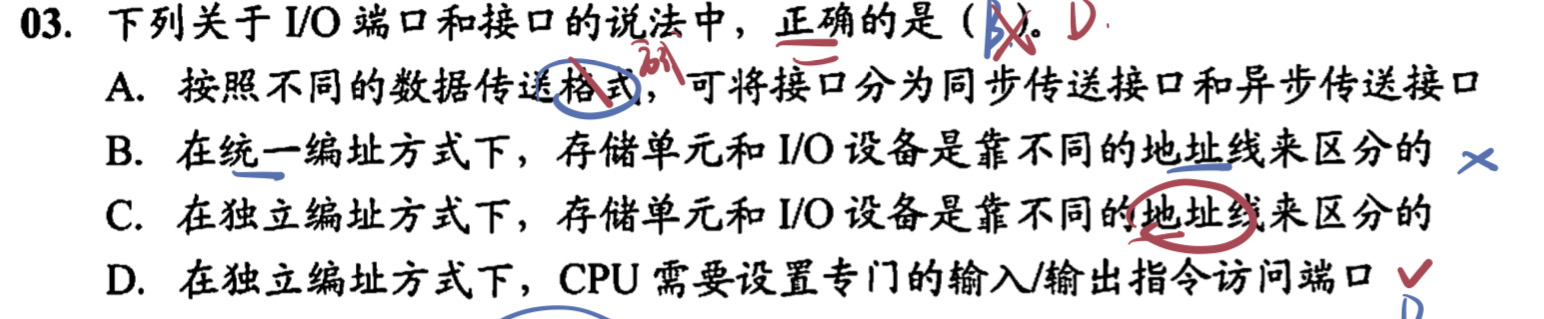 03. 下列关于 I/O 端口和接口的说法中，正确的是（B）。D.
A. 按照不同的数据传送格式，可将接口分为同步传送接口和异步传送接口
B. 在统一编址方式下，存储单元和 I/O 设备是靠不同的地址线来区分的
C. 在独立编址方式下，存储单元和 I/O 设备是靠不同的地址线来区分的
D. 在独立编址方式下，CPU 需要设置专门的输入/输出指令访问端口
D